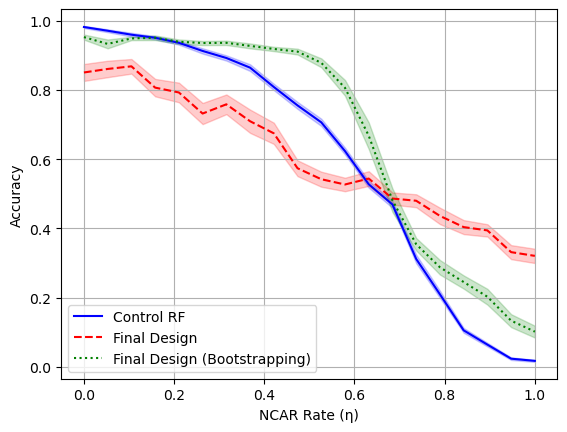 1.0
0.8
0.6
0.4
0.2
0.0
Accuracy
Control RF
Final Design
Final Design (Bootstrapping)
0.0 0.2 0.4 0.6 0.8 1.0
NCAR Rate (η)